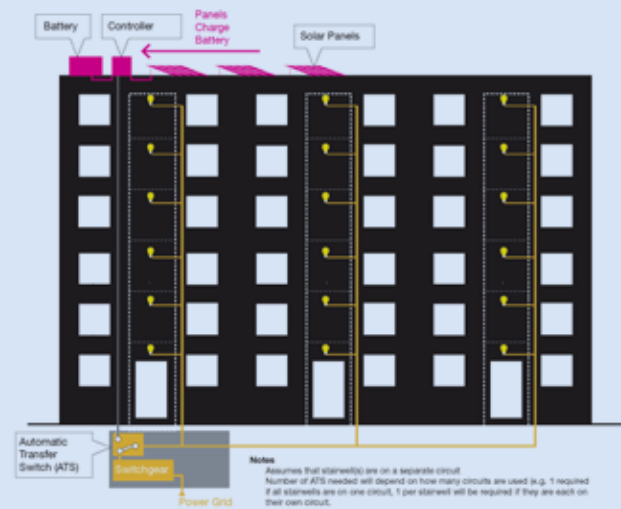 Battery
Controller
Panels
Charge
Battery
Solar Panels
Automatic
Transfer
Switch (ATS)
Switchgear
Power Grid
Notes
Assumes that stairwell(s) are on a separate circuit
Number of ATS needed will depend on how many circuits are used (e.g. 1 required
if all stairwells are on one circuit, 1 per stairwell will be required if they are each on
their own circuit.